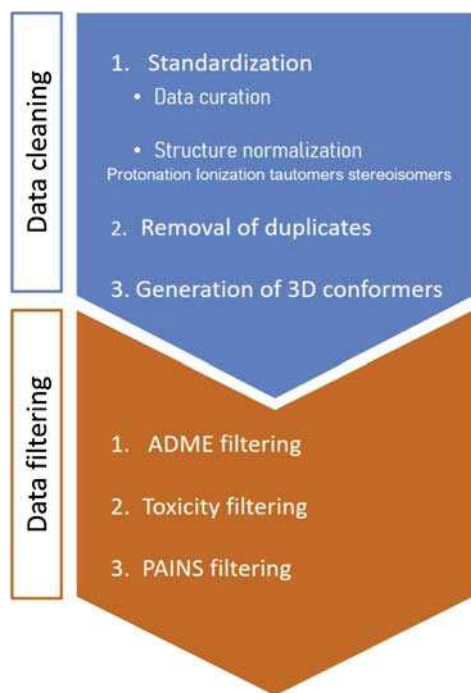 Data cleaning
1. Standardization
• Data curation
• Structure normalization
Protonation Ionization tautomers stereoisomers
2. Removal of duplicates
3. Generation of 3D conformers
Data filtering
1. ADME filtering
2. Toxicity filtering
3. PAINS filtering